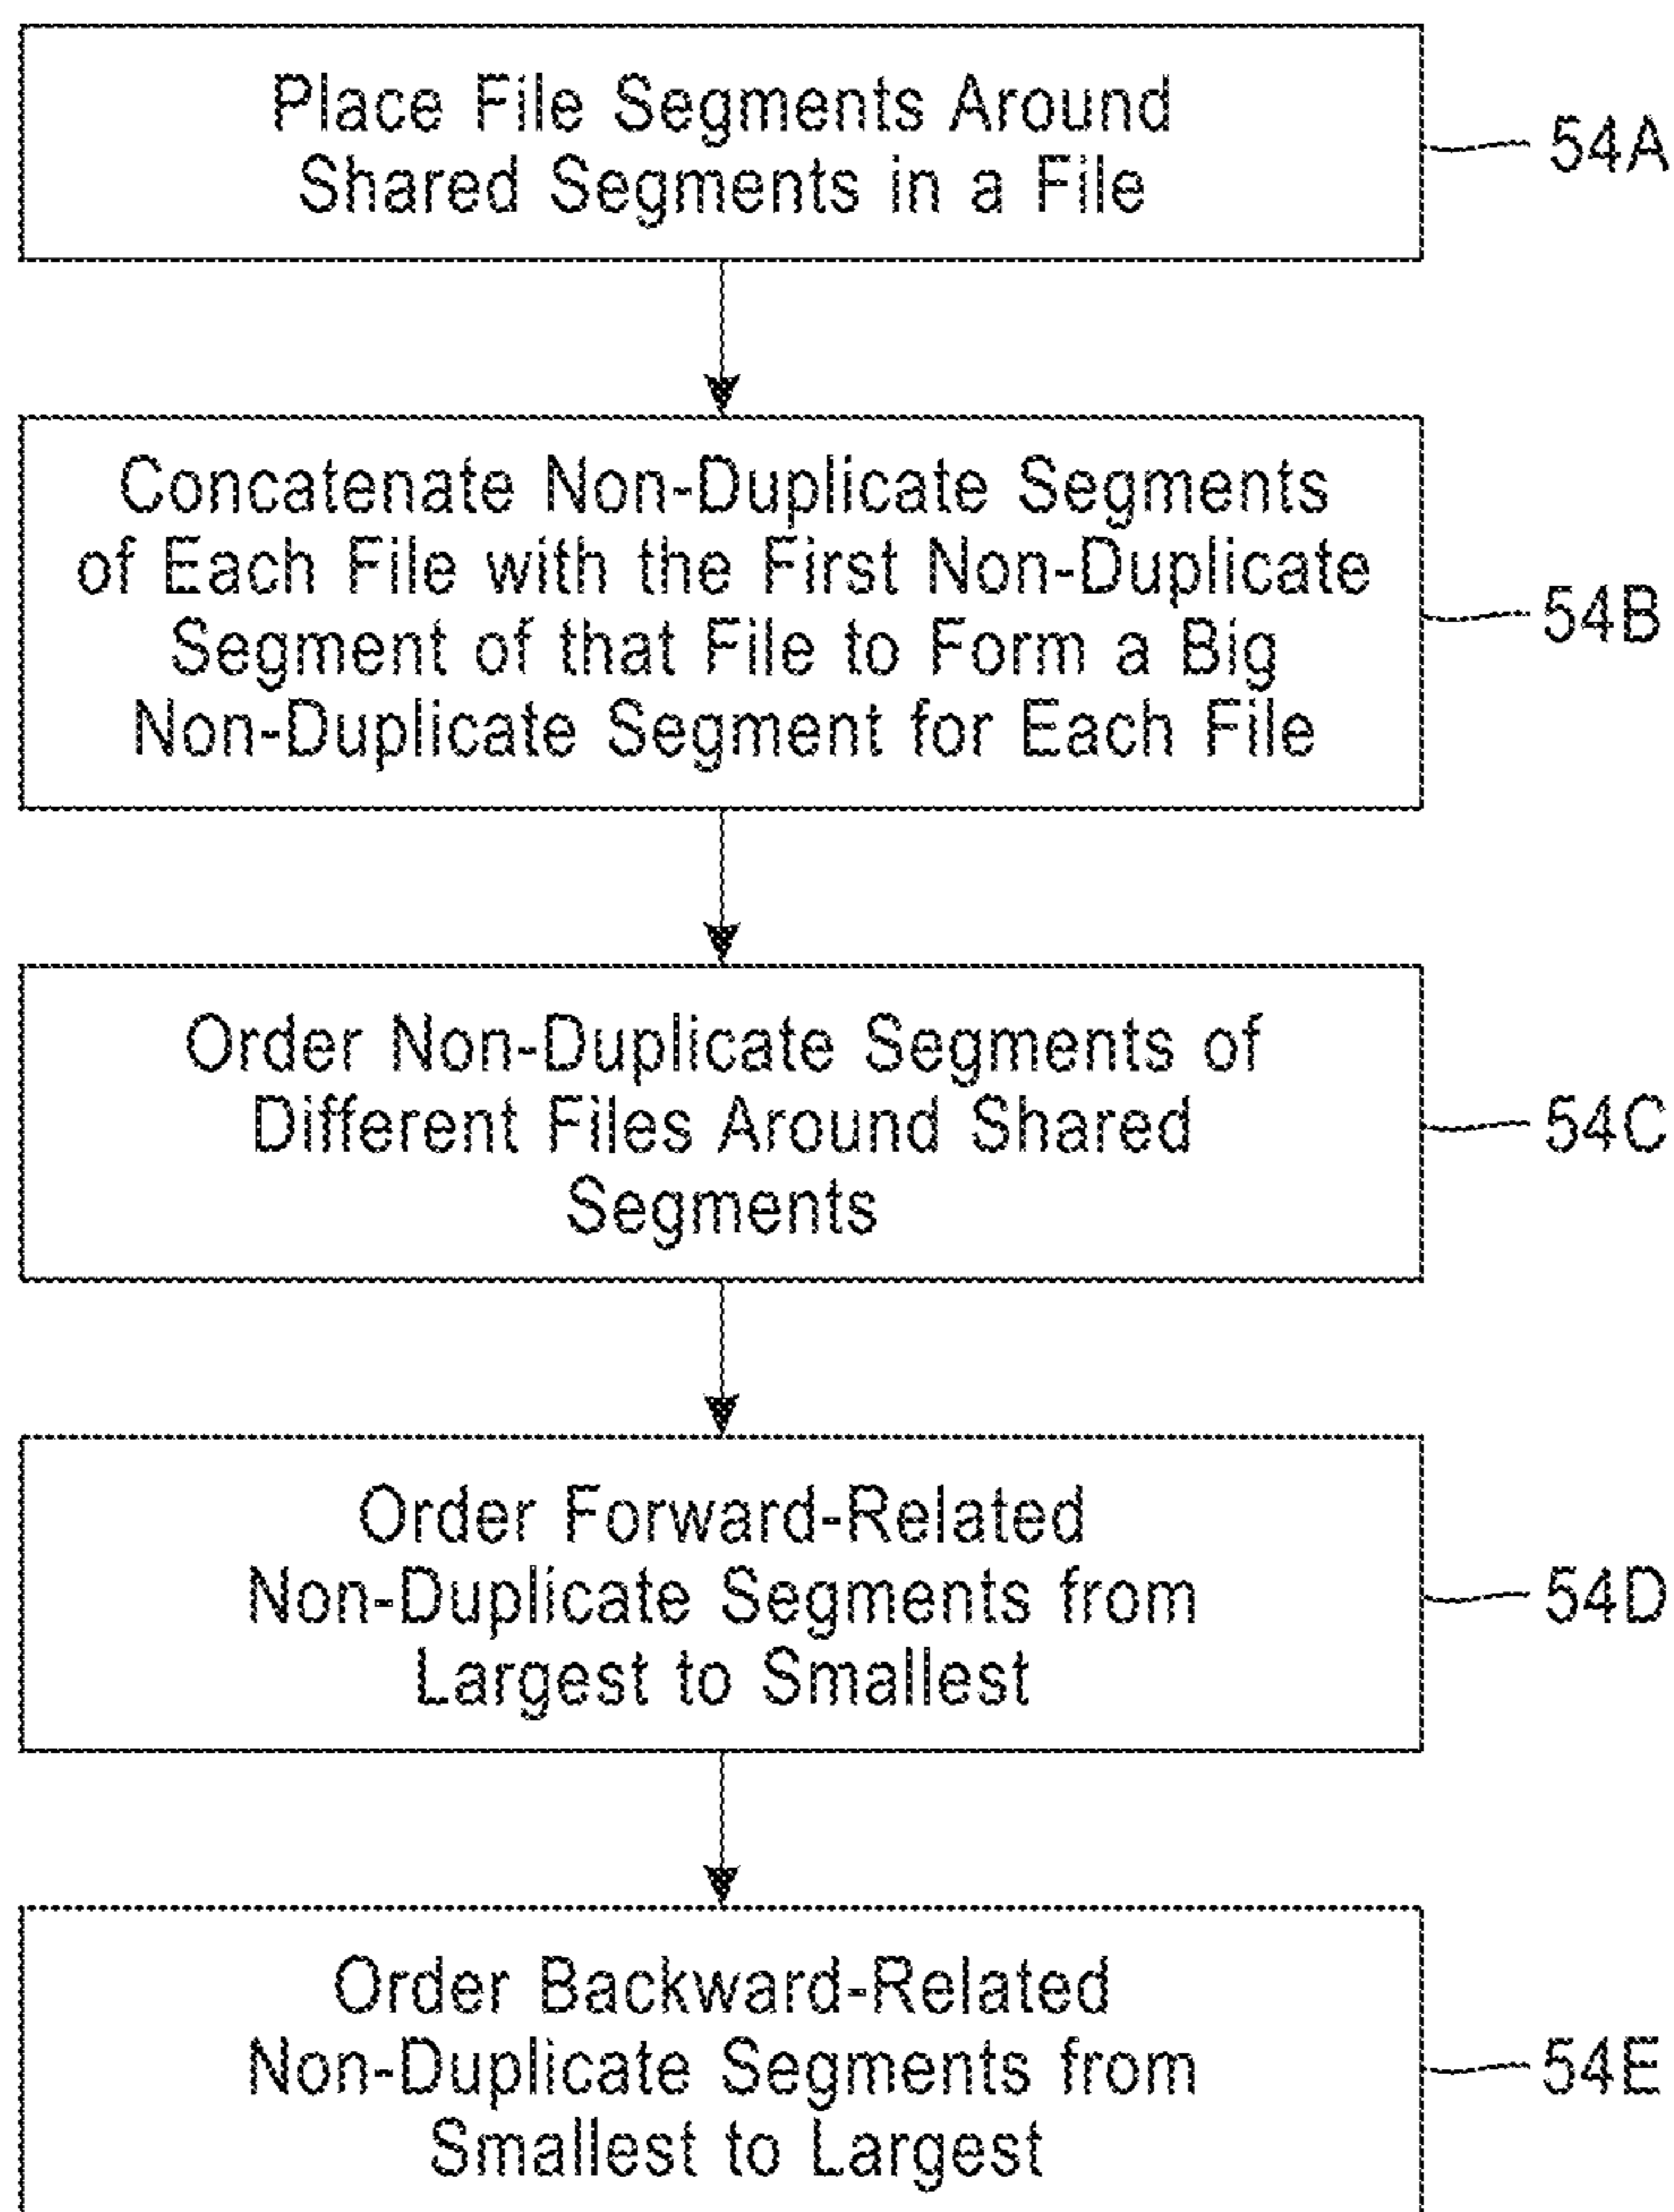 Place File Segments Around
Shared Segments in a File
54A
Concatenate Non-Duplicate Segments
of Each File with the First Non-Duplicate
Segment of that File to Form a Big
Non-Duplicate Segment for Each File
54B
Order Non-Duplicate Segments of
Different Files Around Shared
Segments
54C
Order Forward-Related
Non-Duplicate Segments from
Largest to Smallest
54D
Order Backward-Related
Non-Duplicate Segments from
Smallest to Largest
54E